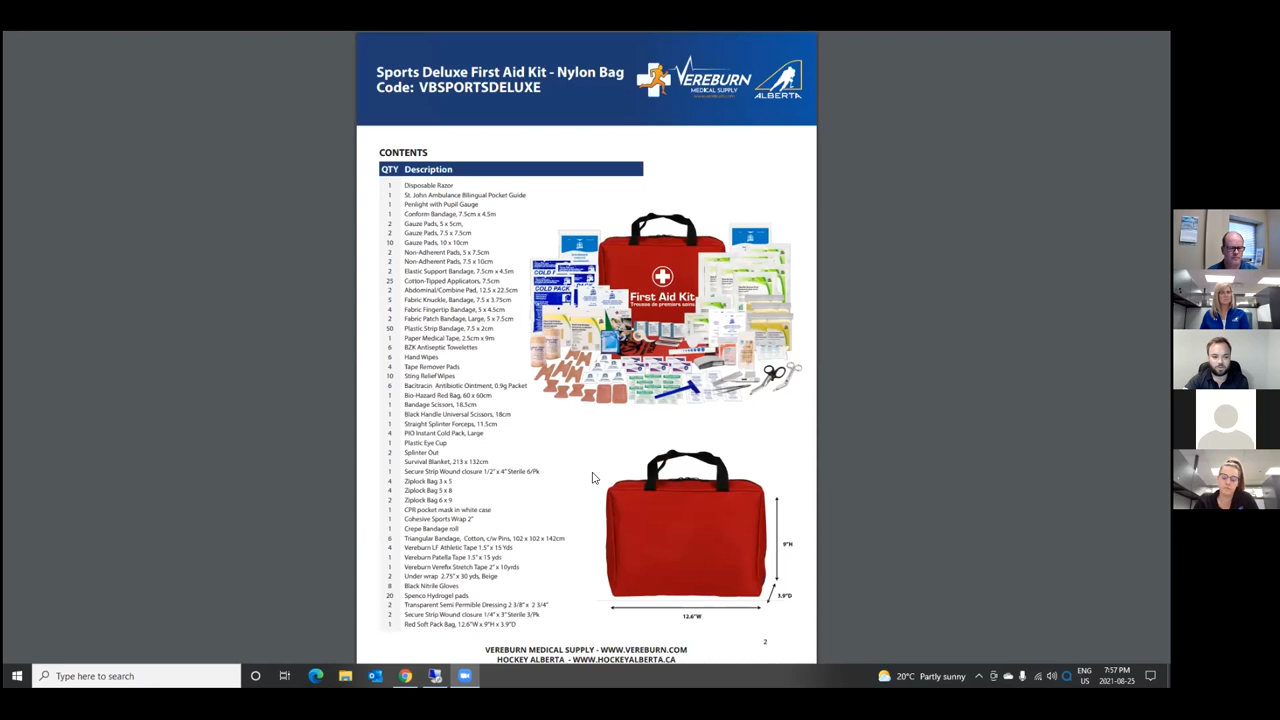 Sports Deluxe First Aid Kit - Nylon Bag
Code: VBSPORTSDELUXE
VEREBURN
MEDICAL SUPPLY
ALBERTA
CONTENTS
QTY Description
1 Disposable Razor
1 St. John Ambulance Bilingual Pocket Guide
1 Penlight with Pupil Gauge
1 Conform Bandage, 7.5cm x 4.5m
2 Gauze Pads, 5 x 5cm,
2 Gauze Pads, 7.5 x 7.5cm
10 Gauze Pads, 10 x 10cm
2 Non-Adherent Pads, 5 x 7.5cm
2 Non-Adherent Pads, 7.5 x 10cm
2 Elastic Support Bandage, 7.5cm x 4.5m
25 Cotton-Tipped Applicators, 7.5cm
2 Abdominal/Combine Pad, 12.5 x 22.5cm
5 Fabric Knuckle, Bandage, 7.5 x 3.75cm
4 Fabric Fingertip Bandage, 5 x 4.5cm
2 Fabric Patch Bandage, Large, 5 x 7.5cm
50 Plastic Strip Bandage, 7.5 x 2cm
1 Paper Medical Tape, 2.5cm x 9m
6 BZK Antiseptic Towelettes
6 Hand Wipes
4 Tape Remover Pads
10 Sting Relief Wipes
6 Bacitracin Antibiotic Ointment, 0.9g Packet
1 Bio-Hazard Red Bag, 60 x 60cm
1 Bandage Scissors, 18.5cm
1 Black Handle Universal Scissors, 18cm
1 Straight Splinter Forceps, 11.5cm
4 PIO Instant Cold Pack, Large
1 Plastic Eye Cup
2 Splinter Out
1 Survival Blanket, 213 x 132cm
1 Secure Strip Wound closure 1/2" x 4" Sterile 6/Pk
4 Ziplock Bag 3 x 5
4 Ziplock Bag 5 x 8
2 Ziplock Bag 6 x 9
1 CPR pocket mask in white case
1 Cohesive Sports Wrap 2"
1 Crepe Bandage roll
6 Triangular Bandage, Cotton, c/w Pins, 102 x 102 x 142cm
4 Vereburn LF Athletic Tape 1.5" x 15 Yds
1 Vereburn Patella Tape 1.5" x 15 yds
1 Vereburn Verefix Stretch Tape 2" x 10yrds
2 Under wrap 2.75" x 30 yds, Beige
8 Black Nitrile Gloves
20 Spenco Hydrogel pads
2 Transparent Semi Permible Dressing 2 3/8" x 2 3/4"
2 Secure Strip Wound closure 1/4" x 3" Sterile 3/Pk
1 Red Soft Pack Bag, 12.6"W x 9"H x 3.9"D
COLD PACK
COLD PACK
First Aid Kit
Trousse de premiers soins
9"H
3.9"D
12.6"W
2
VEREBURN MEDICAL SUPPLY - WWW.VEREBURN.COM
HOCKEY ALBERTA - WWW.HOCKEYALBERTA.CA
Type here to search
20°C Partly sunny
ENG
US
7:57 PM
2021-08-25